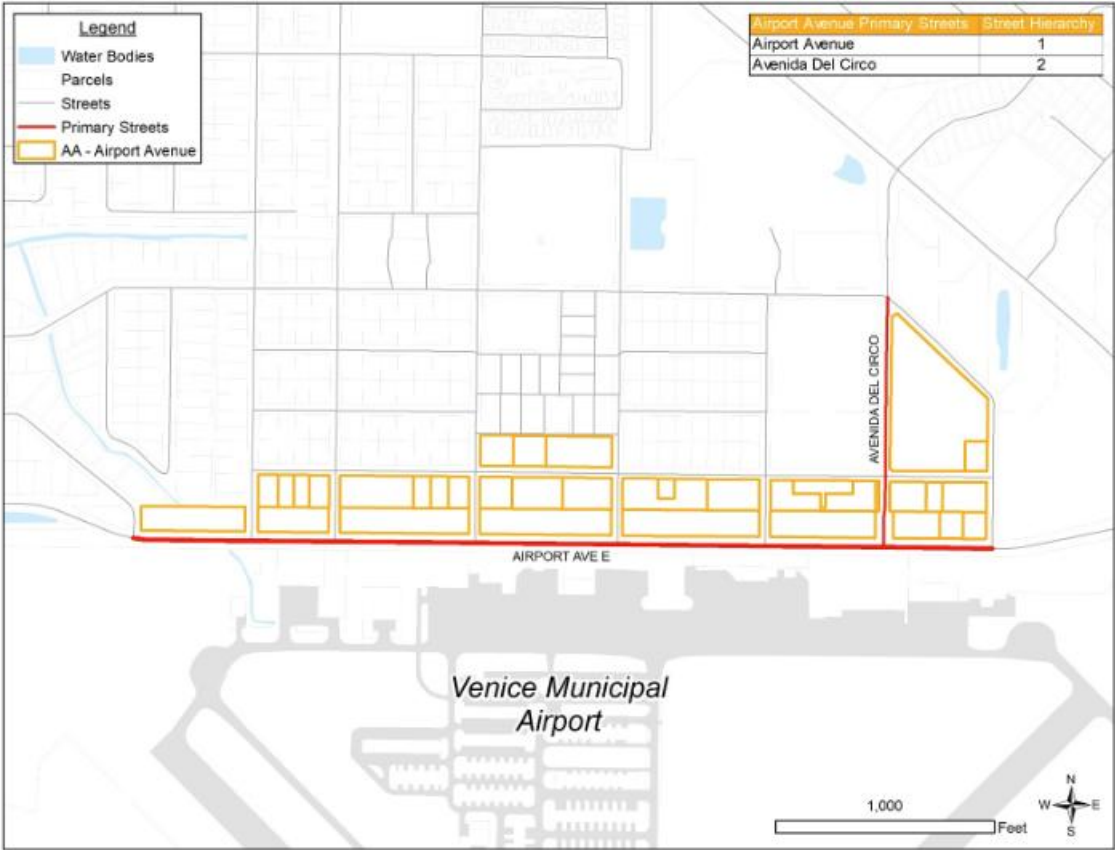 Legend
Water Bodies
Parcels
Streets
Primary Streets
AA - Airport Avenue
Airport Avenue Primary Streets Street Hierarchy
Airport Avenue 1
Avenida Del Circo 2
AVENIDA DEL CIRCO
AIRPORT AVE E
Venice Municipal
Airport
1,000
Feet
N
W E
S